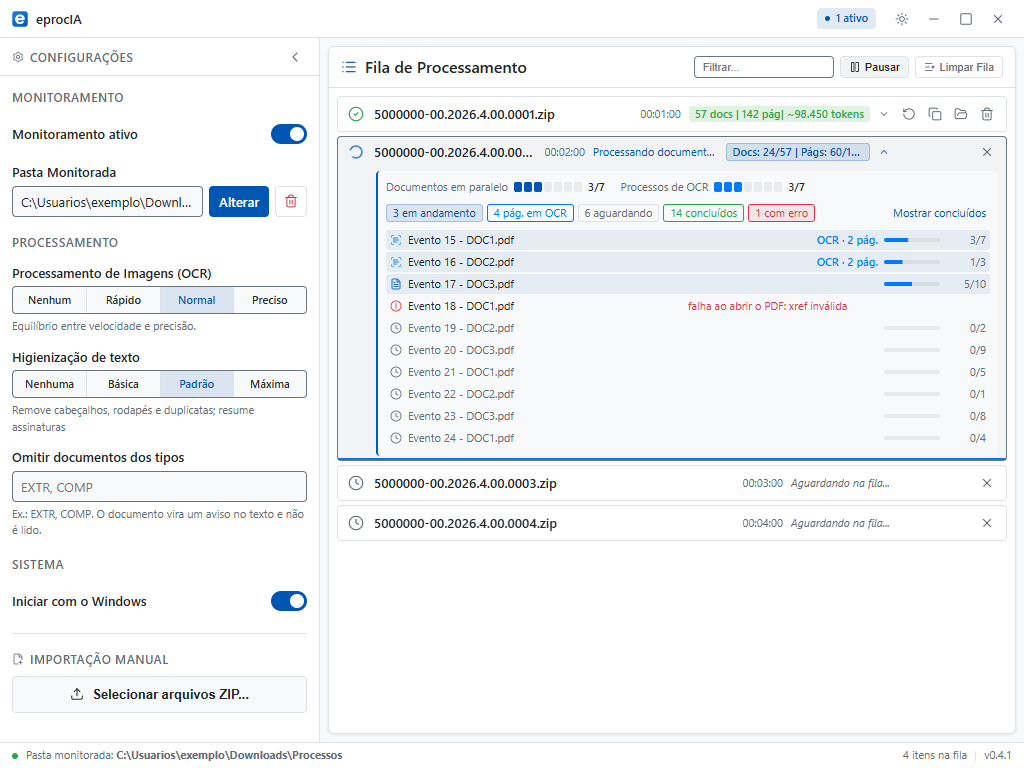 eprocIA
1 ativo
CONFIGURAÇÕES
MONITORAMENTO
Monitoramento ativo
Pasta Monitorada
C:\Usuarios\exemplo\Downl...
Alterar
PROCESSAMENTO
Processamento de Imagens (OCR)
Nenhum Rápido Normal Preciso
Equilíbrio entre velocidade e precisão.
Higienização de texto
Nenhuma Básica Padrão Máxima
Remove cabeçalhos, rodapés e duplicatas; resume
assinaturas
Omitir documentos dos tipos
EXTR, COMP
Ex.: EXTR, COMP. O documento vira um aviso no texto e não
é lido.
SISTEMA
Iniciar com o Windows
IMPORTAÇÃO MANUAL
Selecionar arquivos ZIP...
Fila de Processamento
Filtrar...
Pausar
Limpar Fila
5000000-00.2026.4.00.0001.zip 00:01:00 57 docs | 142 pág| ~98.450 tokens
5000000-00.2026.4.00.00... 00:02:00 Processando document... Docs: 24/57 | Págs: 60/1...
Documentos em paralelo 3/7 Processos de OCR 3/7
3 em andamento 4 pág. em OCR 6 aguardando 14 concluídos 1 com erro Mostrar concluídos
Evento 15 - DOC1.pdf OCR · 2 pág. 3/7
Evento 16 - DOC2.pdf OCR · 2 pág. 1/3
Evento 17 - DOC3.pdf 5/10
Evento 18 - DOC1.pdf falha ao abrir o PDF: xref inválida
Evento 19 - DOC2.pdf 0/2
Evento 20 - DOC3.pdf 0/9
Evento 21 - DOC1.pdf 0/5
Evento 22 - DOC2.pdf 0/1
Evento 23 - DOC3.pdf 0/8
Evento 24 - DOC1.pdf 0/4
5000000-00.2026.4.00.0003.zip 00:03:00 Aguardando na fila...
5000000-00.2026.4.00.0004.zip 00:04:00 Aguardando na fila...
Pasta monitorada: C:\Usuarios\exemplo\Downloads\Processos
4 itens na fila
v0.4.1